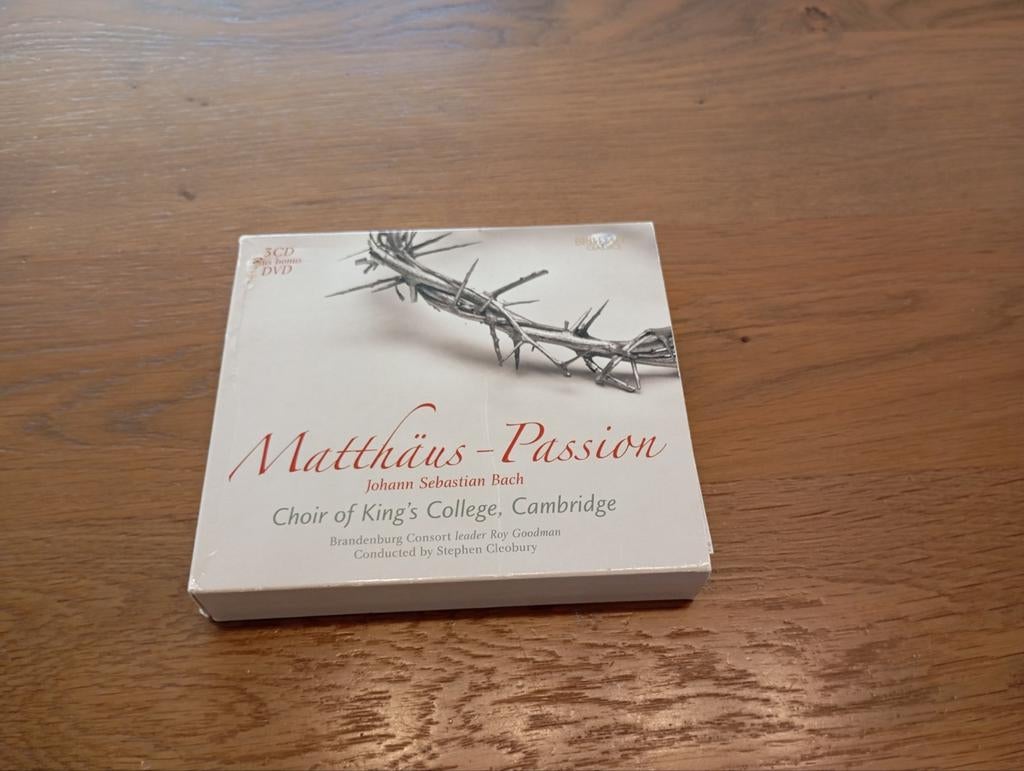 3CD
plus bonus
DVD
Matthäus – Passion
Johann Sebastian Bach
Choir of King's College, Cambridge
Brandenburg Consort leader Roy Goodman
Conducted by Stephen Cleobury